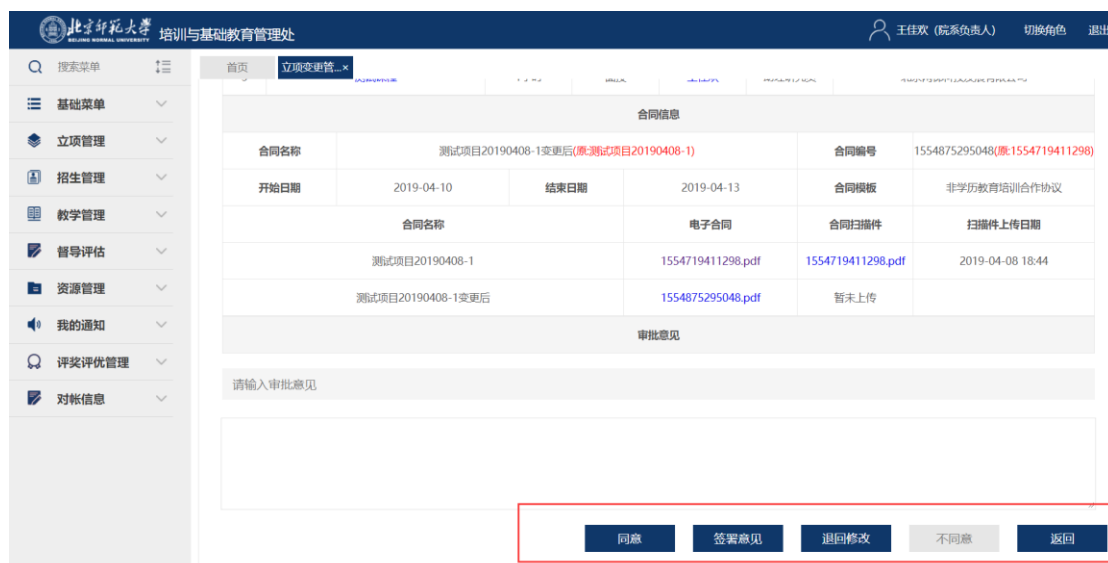 北京师范大学 培训与基础教育管理处 王佳欢（院系负责人） 切换角色 退出
BEIJING NORMAL UNIVERSITY
搜索菜单 首页 立项变更管...×
基础菜单
合同信息
立项管理
合同名称 测试项目20190408-1变更后(原:测试项目20190408-1) 合同编号 1554875295048(原:1554719411298)
招生管理
开始日期 2019-04-10 结束日期 2019-04-13 合同模板 非学历教育培训合作协议
教学管理
合同名称 电子合同 合同扫描件 扫描件上传日期
督导评估
测试项目20190408-1 1554719411298.pdf 1554719411298.pdf 2019-04-08 18:44
资源管理
测试项目20190408-1变更后 1554875295048.pdf 暂未上传
我的通知
审批意见
评奖评优管理
请输入审批意见
对帐信息
同意 签署意见 退回修改 不同意 返回